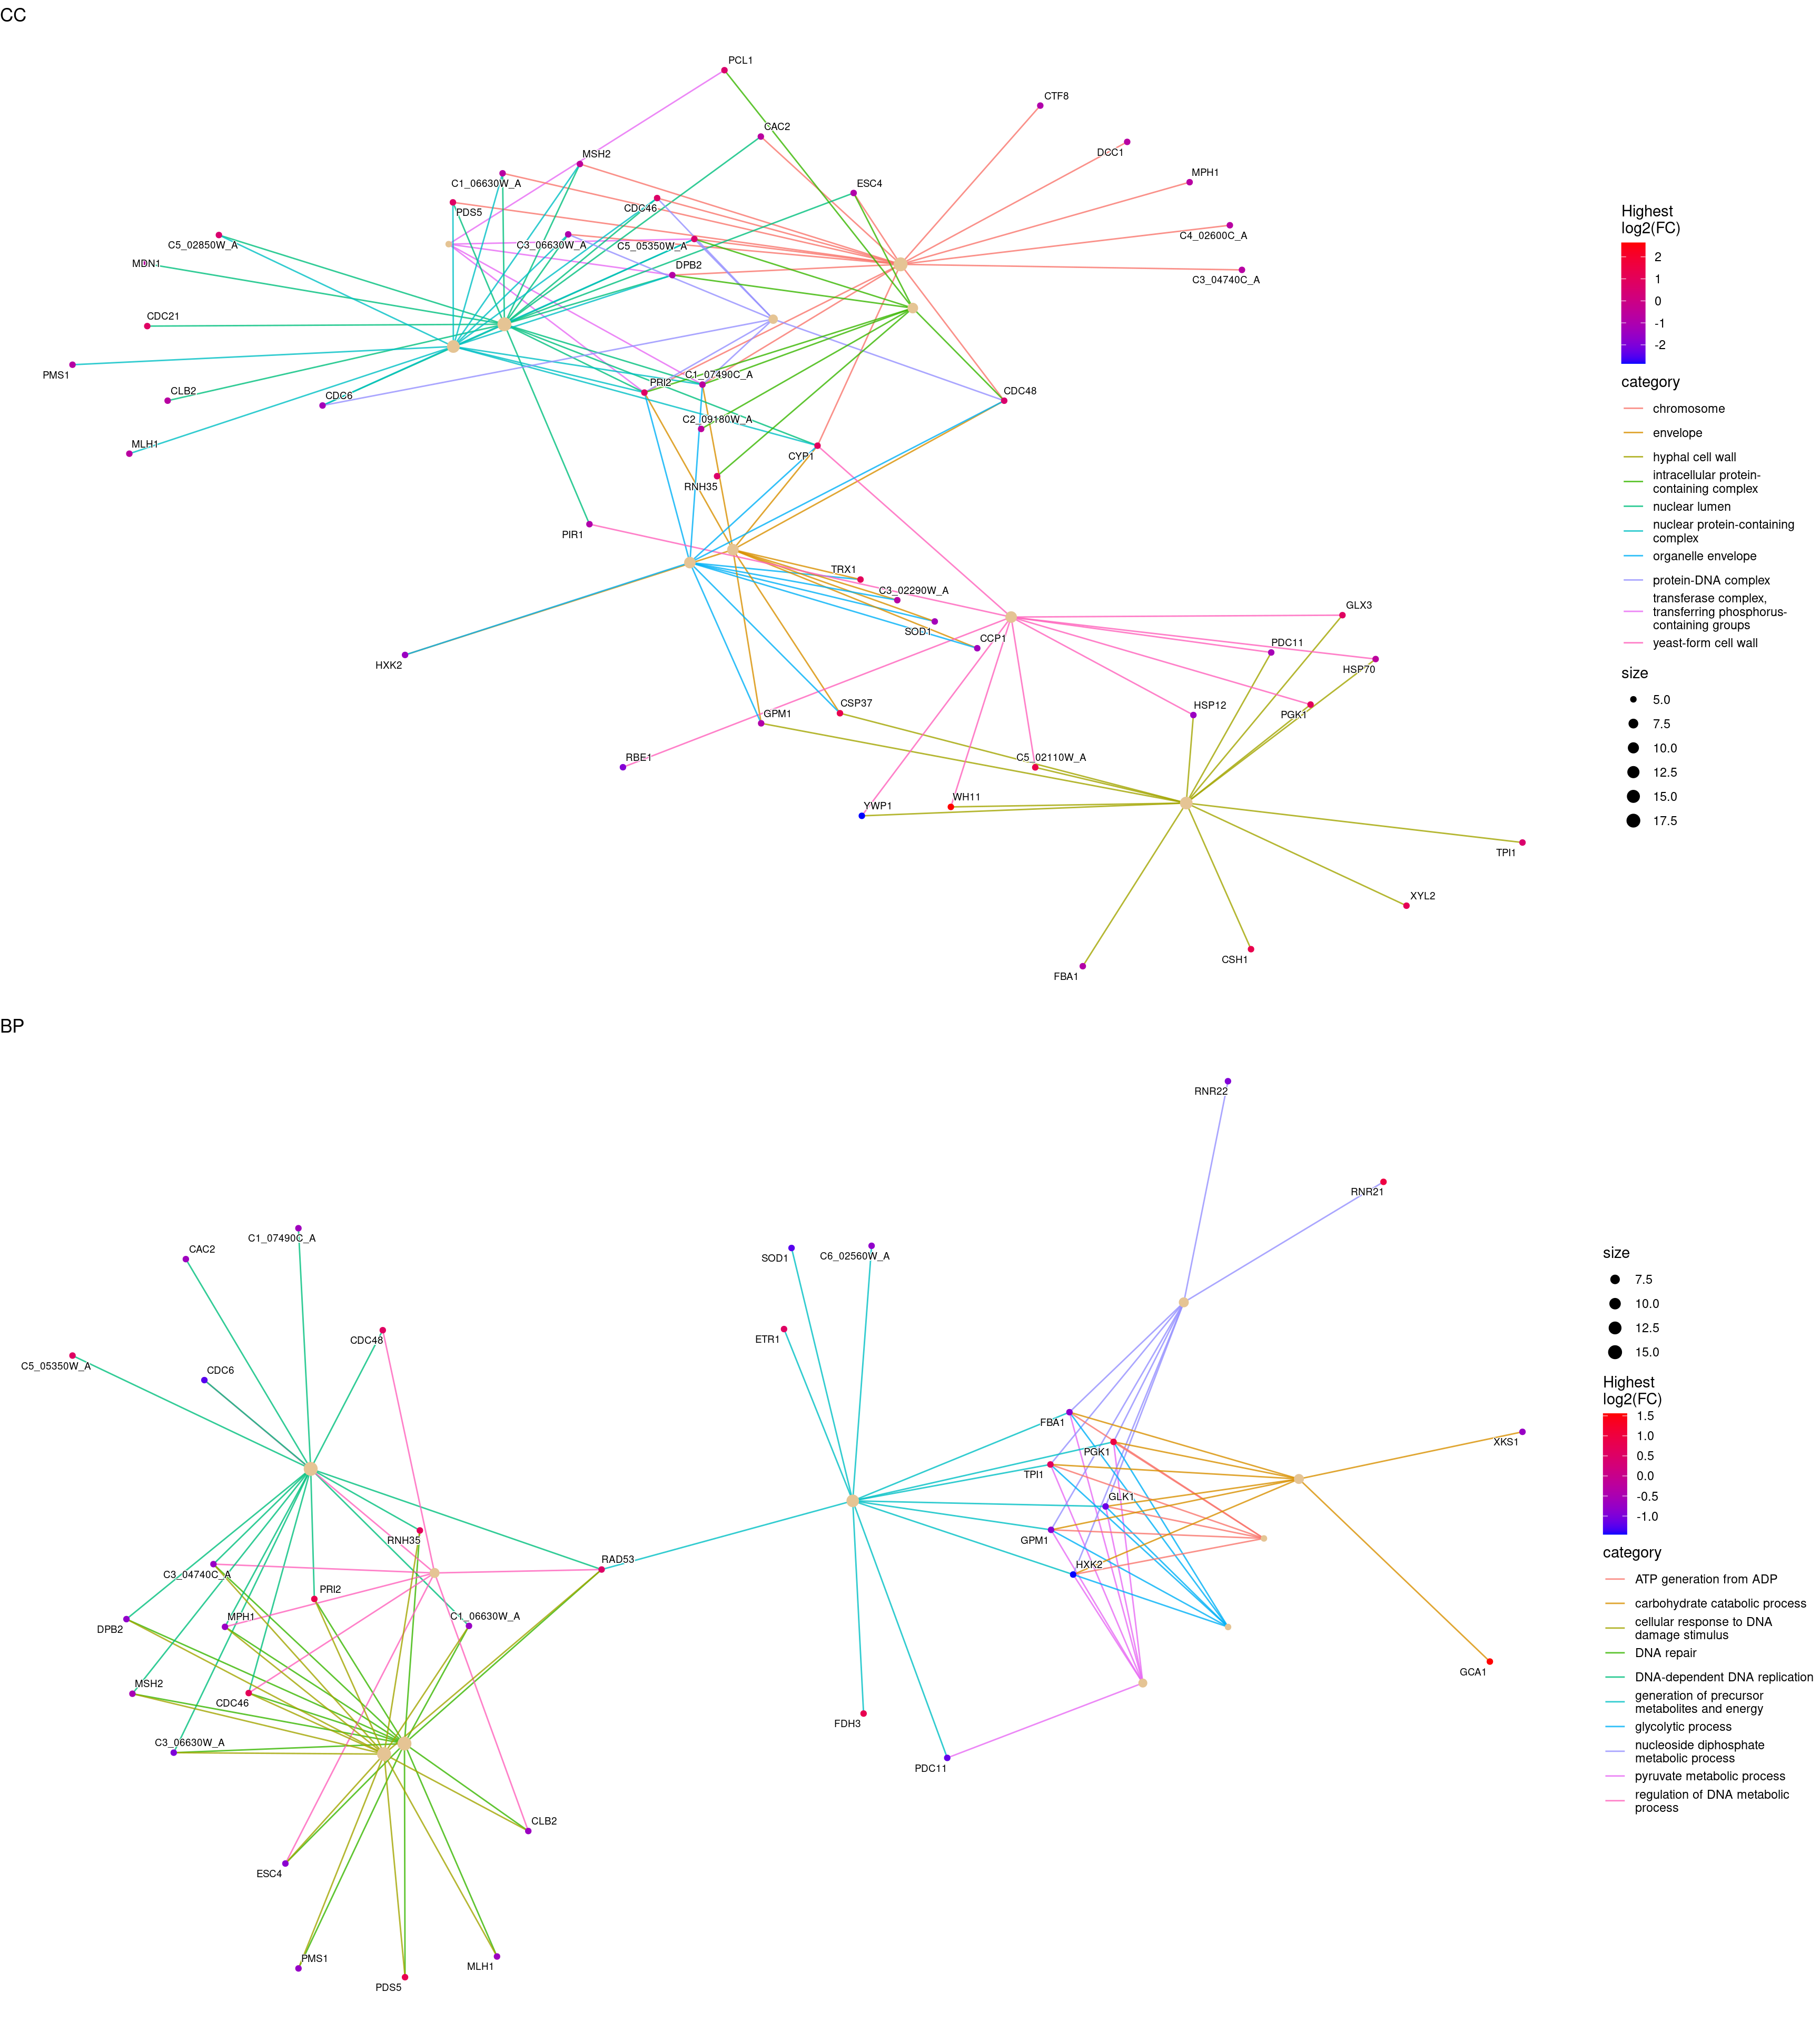 CC
PCL1
CTF8
CAC2
DCC1
MSH2
MPH1
C1_06630W_A
ESC4
CDC46
PDS5
C4_02600C_A
C5_02850W_A
C3_06630W_A
C5_05350W_A
MDN1
DPB2
C3_04740C_A
CDC21
PMS1
C1_07490C_A
PRI2
CLB2
CDC6
CDC48
C2_09180W_A
MLH1
CYP1
RNH35
PIR1
TRX1
C3_02290W_A
GLX3
SOD1
CCP1
PDC11
HXK2
HSP70
CSP37
HSP12
GPM1
PGK1
RBE1
C5_02110W_A
WH11
YWP1
TPI1
XYL2
CSH1
FBA1
Highest
log2(FC)
2
1
0
-1
-2
category
chromosome
envelope
hyphal cell wall
intracellular protein-
containing complex
nuclear lumen
nuclear protein-containing
complex
organelle envelope
protein-DNA complex
transferase complex,
transferring phosphorus-
containing groups
yeast-form cell wall
size
5.0
7.5
10.0
12.5
15.0
17.5
BP
RNR22
RNR21
C1_07490C_A
CAC2
SOD1
C6_02560W_A
CDC48
ETR1
C5_05350W_A
CDC6
FBA1
XKS1
PGK1
TPI1
GLK1
RNH35
GPM1
RAD53
HXK2
C3_04740C_A
PRI2
MPH1
C1_06630W_A
DPB2
GCA1
MSH2
CDC46
FDH3
C3_06630W_A
PDC11
CLB2
ESC4
PMS1
MLH1
PDS5
size
7.5
10.0
12.5
15.0
Highest
log2(FC)
1.5
1.0
0.5
0.0
-0.5
-1.0
category
ATP generation from ADP
carbohydrate catabolic process
cellular response to DNA
damage stimulus
DNA repair
DNA-dependent DNA replication
generation of precursor
metabolites and energy
glycolytic process
nucleoside diphosphate
metabolic process
pyruvate metabolic process
regulation of DNA metabolic
process